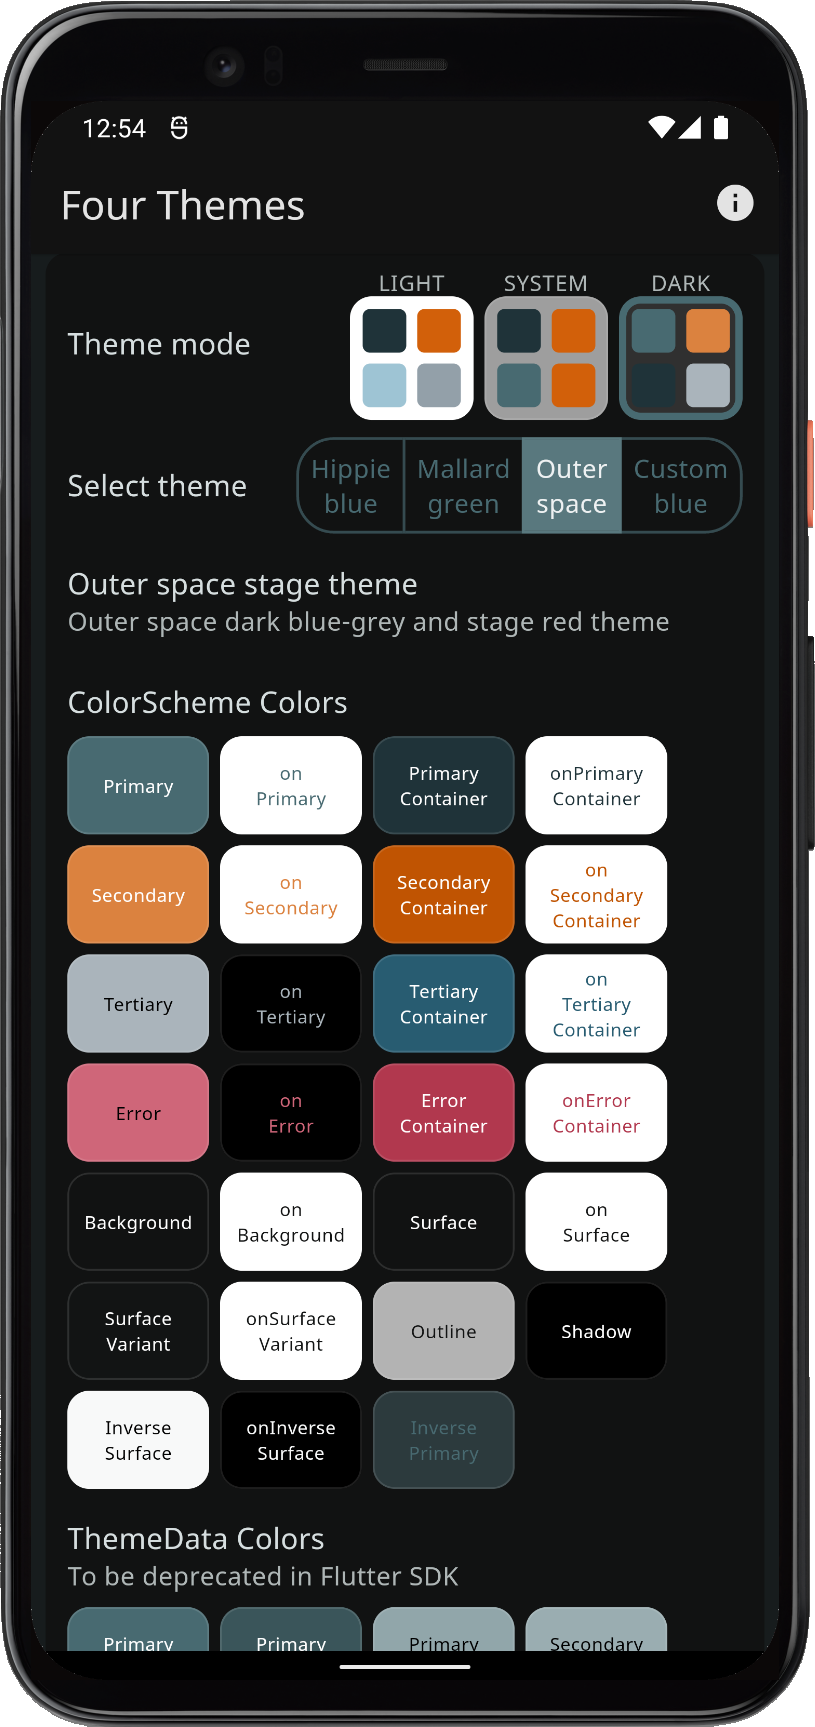 12:54
Four Themes
LIGHT SYSTEM DARK
Theme mode
Select theme
Hippie
blue
Mallard
green
Outer
space
Custom
blue
Outer space stage theme
Outer space dark blue-grey and stage red theme
ColorScheme Colors
Primary
on
Primary
Primary
Container
onPrimary
Container
Secondary
on
Secondary
Secondary
Container
on
Secondary
Container
Tertiary
on
Tertiary
Tertiary
Container
on
Tertiary
Container
Error
on
Error
Error
Container
onError
Container
Background
on
Background
Surface
on
Surface
Surface
Variant
onSurface
Variant
Outline
Shadow
Inverse
Surface
onInverse
Surface
Inverse
Primary
ThemeData Colors
To be deprecated in Flutter SDK
Primary
Primary
Primary
Secondary